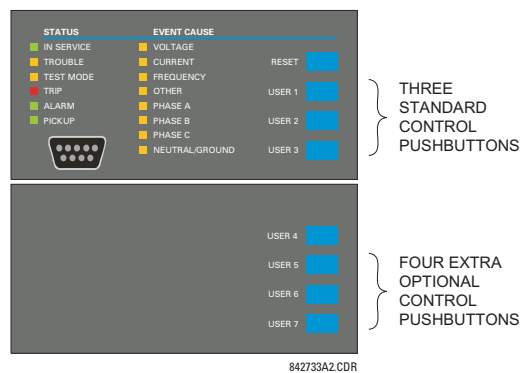 STATUS
IN SERVICE
TROUBLE
TEST MODE
TRIP
ALARM
PICKUP
EVENT CAUSE
VOLTAGE
CURRENT
FREQUENCY
OTHER
PHASE A
PHASE B
PHASE C
NEUTRAL/GROUND
RESET
USER 1
USER 2
USER 3
THREE
STANDARD
CONTROL
PUSHBUTTONS
USER 4
USER 5
USER 6
USER 7
FOUR EXTRA
OPTIONAL
CONTROL
PUSHBUTTONS
842733A2.CDR